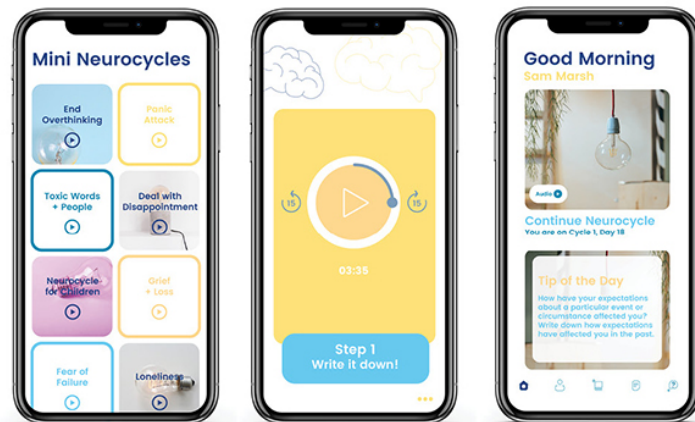 Mini Neurocycles
End
Overthinking
Panic
Attack
Toxic Words
+ People
Deal with
Disappointment
Neurocycle
for Children
Grief
+ Loss
Fear of
Failure
Loneliness
15
15
03:35
Step 1
Write it down!
Good Morning
Sam Marsh
Audio
Continue Neurocycle
You are on Cycle 1, Day 18
Tip of the Day
How have your expectations
about a particular event or
circumstance affected you?
Write down how expectations
have affected you in the past.